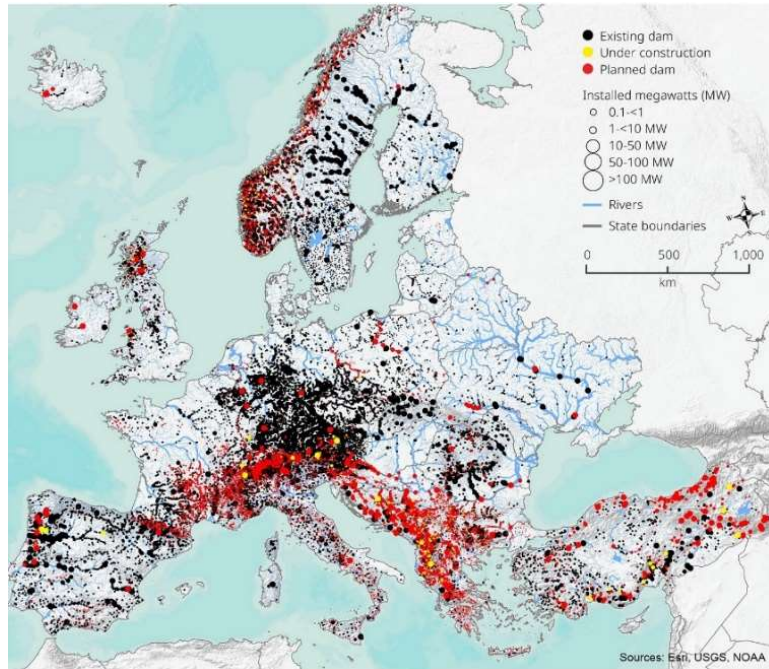 Existing dam
Under construction
Planned dam
Installed megawatts (MW)
0.1-<1
1-<10 MW
10-50 MW
50-100 MW
>100 MW
Rivers
State boundaries
0 500 1,000
km
Sources: Esri, USGS, NOAA